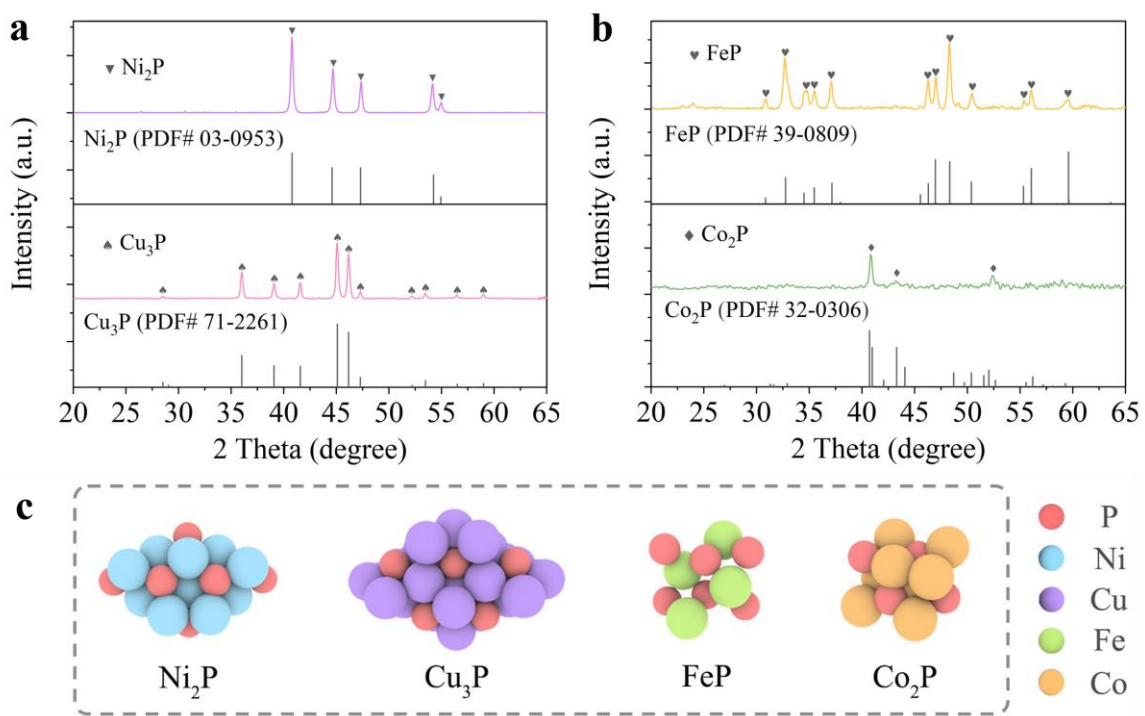 a
Intensity (a.u.)
▼ Ni₂P
Ni₂P (PDF# 03-0953)
♠ Cu₃P
Cu₃P (PDF# 71-2261)
20 25 30 35 40 45 50 55 60 65
2 Theta (degree)
b
Intensity (a.u.)
♥ FeP
FeP (PDF# 39-0809)
♦ Co₂P
Co₂P (PDF# 32-0306)
20 25 30 35 40 45 50 55 60 65
2 Theta (degree)
c
Ni₂P
Cu₃P
FeP
Co₂P
P
Ni
Cu
Fe
Co